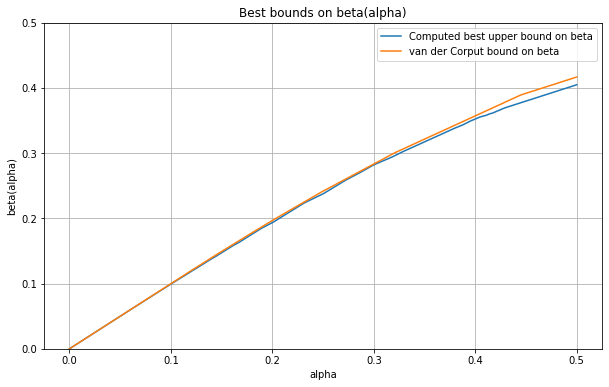 Best bounds on beta(alpha)
Computed best upper bound on beta
van der Corput bound on beta
beta(alpha)
0.5
0.4
0.3
0.2
0.1
0.0
0.0 0.1 0.2 0.3 0.4 0.5
alpha